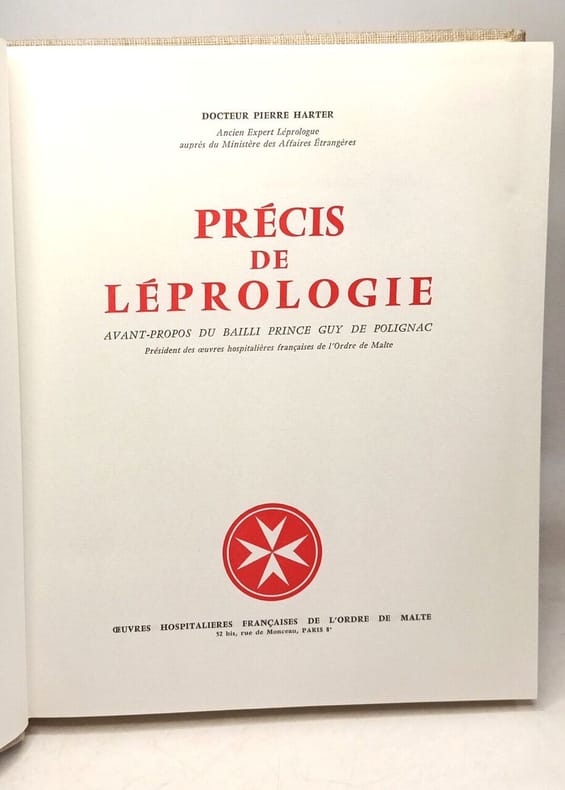 DOCTEUR PIERRE HARTER
Ancien Expert Léprologue
auprés du Ministère des Affaires Étrangères
PRÉCIS
DE
LÉPROLOGIE
AVANT-PROPOS DU BAILLI PRINCE GUY DE POLIGNAC
Président des œuvres hospitalières françaises de l'Ordre de Malte
ŒUVRES HOSPITALIERES FRANÇAISES DE L'ORDRE DE MALTE
52 bis, rue de Monceau, PARIS 8ᵉ